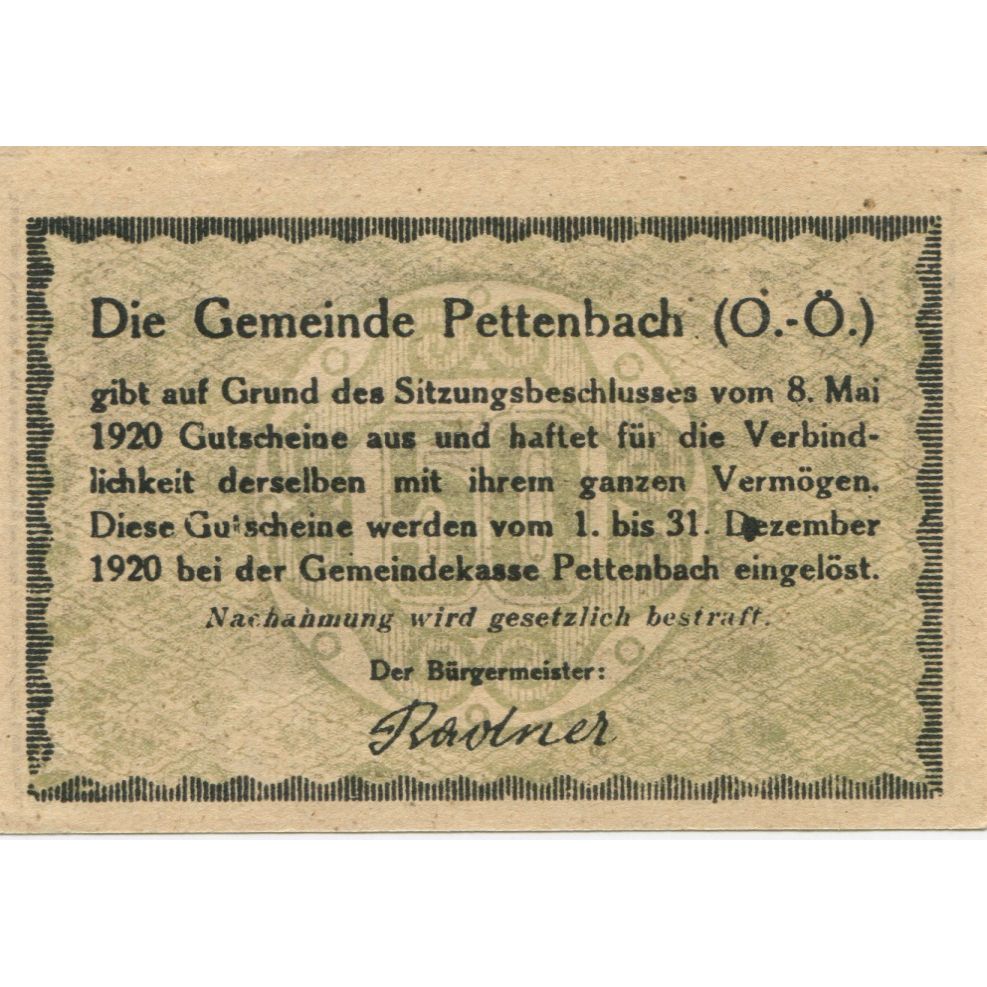 Die Gemeinde Pettenbach (O.-Ö.)
gibt auf Grund des Sitzungsbeschlusses vom 8. Mai
1920 Gutscheine aus und haftet für die Verbind-
lichkeit derselben mit ihrem ganzen Vermögen.
Diese Gutscheine werden vom 1. bis 31. Dezember
1920 bei der Gemeindekasse Pettenbach eingelöst.
Nachahmung wird gesetzlich bestraft.
Der Bürgermeister:
Radner
50